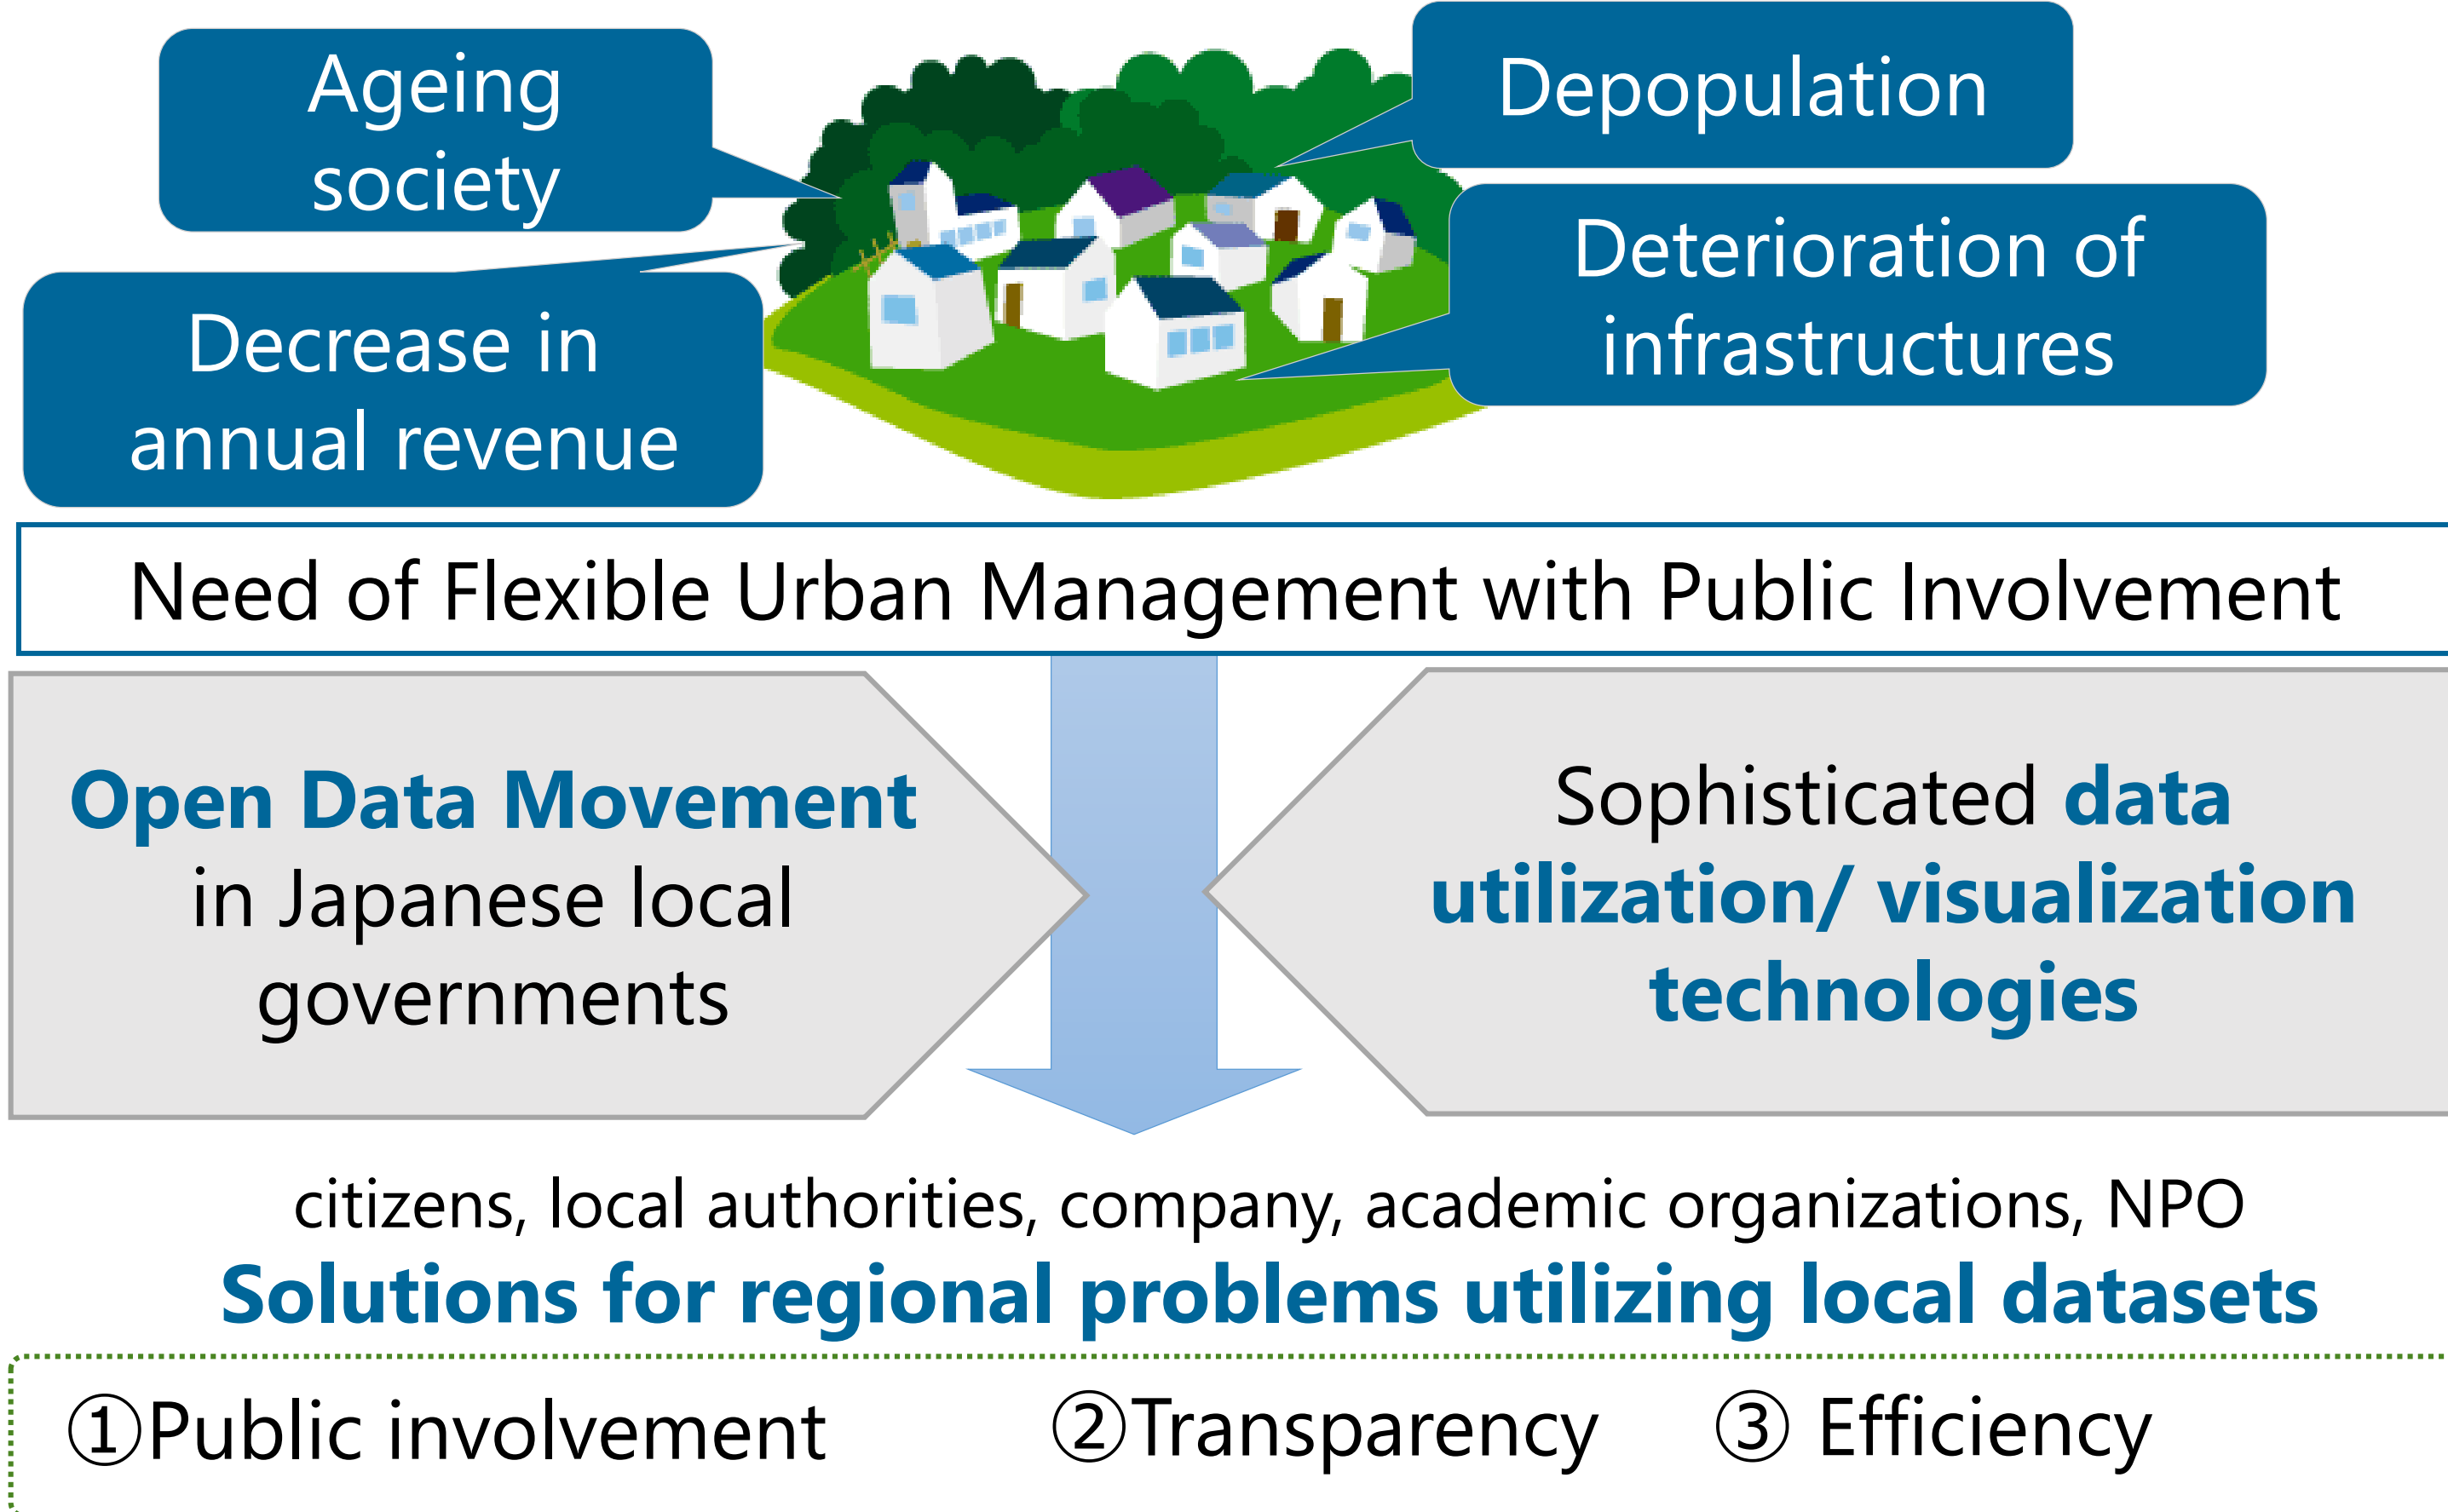 Ageing
society
Depopulation
Decrease in
annual revenue
Deterioration of
infrastructures
Need of Flexible Urban Management with Public Involvement
Open Data Movement
in Japanese local
governments
Sophisticated data
utilization/ visualization
technologies
citizens, local authorities, company, academic organizations, NPO
Solutions for regional problems utilizing local datasets
①Public involvement ②Transparency ③ Efficiency